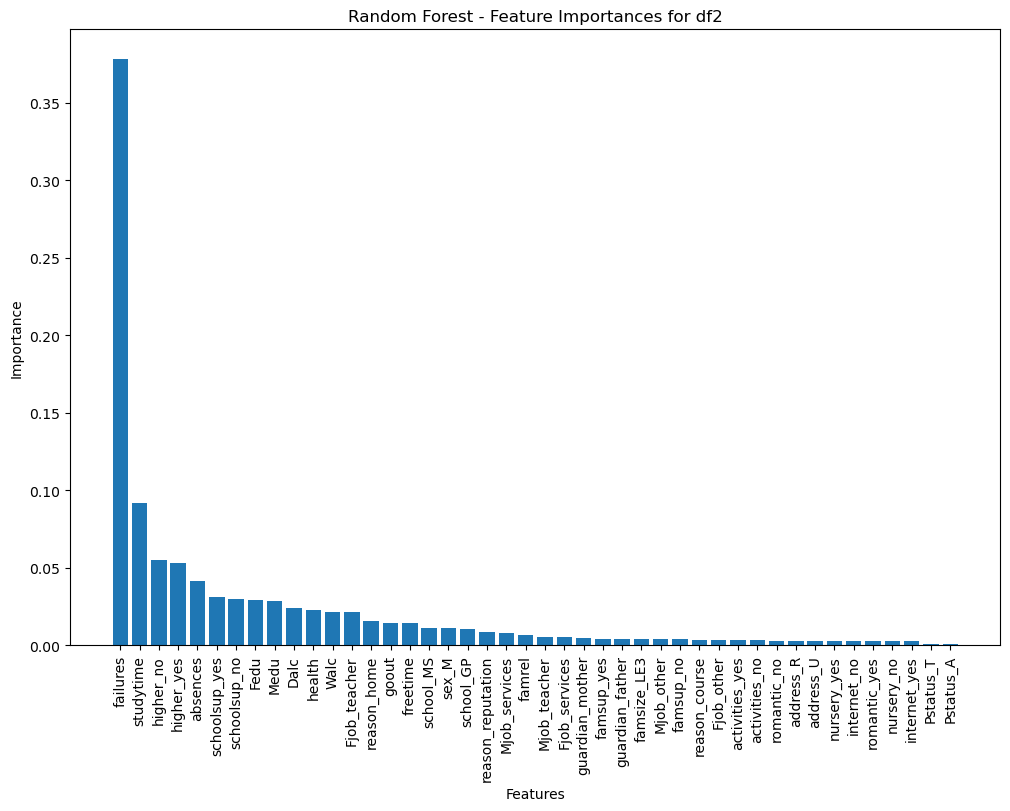 Random Forest - Feature Importances for df2
Importance
0.35
0.30
0.25
0.20
0.15
0.10
0.05
0.00
failures
studytime
higher_no
higher_yes
absences
schoolsup_yes
schoolsup_no
Fedu
Medu
Dalc
health
Walc
Fjob_teacher
reason_home
goout
freetime
school_MS
sex_M
school_GP
reason_reputation
Mjob_services
famrel
Mjob_teacher
Fjob_services
guardian_mother
famsup_yes
guardian_father
famsize_LE3
Mjob_other
famsup_no
reason_course
Fjob_other
activities_yes
activities_no
romantic_no
address_R
address_U
nursery_yes
internet_no
romantic_yes
nursery_no
internet_yes
Pstatus_T
Pstatus_A
Features